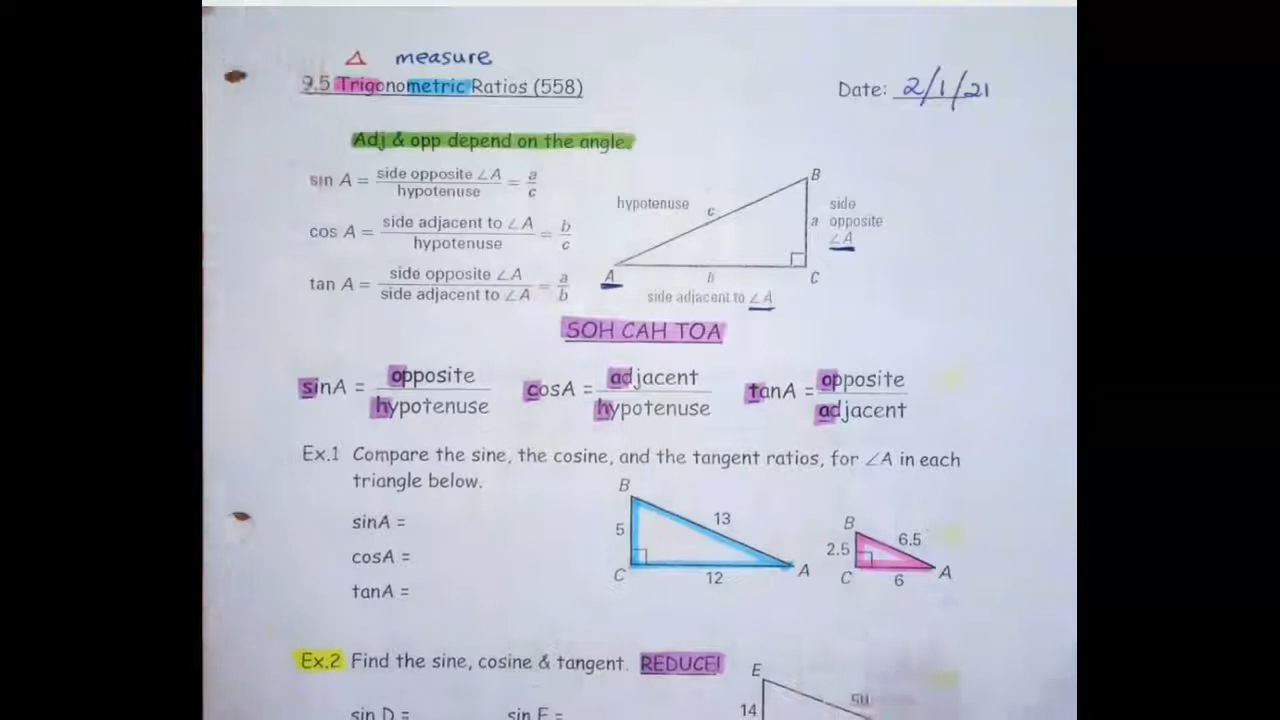 △ measure
9.5 Trigonometric Ratios (558)
Date: 2/1/21
Adj & opp depend on the angle.
sin A = side opposite ∠A / hypotenuse = a / c
cos A = side adjacent to ∠A / hypotenuse = b / c
tan A = side opposite ∠A / side adjacent to ∠A = a / b
B
hypotenuse c
side
a opposite
∠A
A b C
side adjacent to ∠A
SOH CAH TOA
sinA = opposite / hypotenuse cosA = adjacent / hypotenuse tanA = opposite / adjacent
Ex.1 Compare the sine, the cosine, and the tangent ratios, for ∠A in each
triangle below.
sinA =
cosA =
tanA =
B
5 13
C 12 A
B
2.5 6.5
C 6 A
Ex.2 Find the sine, cosine & tangent. REDUCE!
E
14 50
sin D =